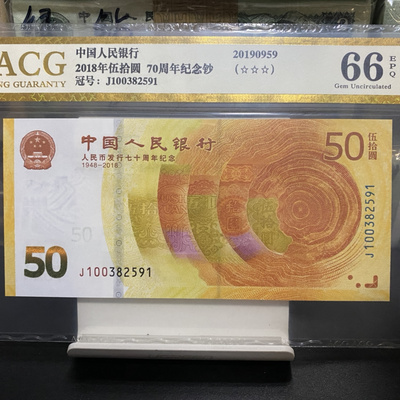 ACG
NG GUARANTY
中国人民银行
2018年伍拾圆 70周年纪念钞
冠号: J100382591
20190959
(☆☆☆)
66 EPQ
Gem Uncirculated
中国人民银行
人民币发行七十周年纪念
1948-2018
50 伍拾圆
J100382591
50
J100382591